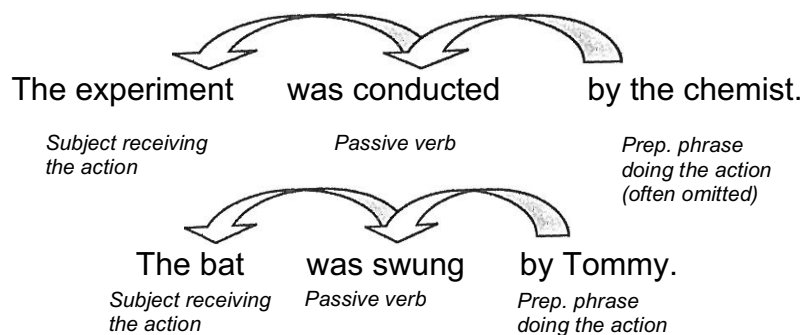 The experiment was conducted by the chemist.
Subject receiving the action
Passive verb
Prep. phrase doing the action (often omitted)
The bat was swung by Tommy.
Subject receiving the action
Passive verb
Prep. phrase doing the action